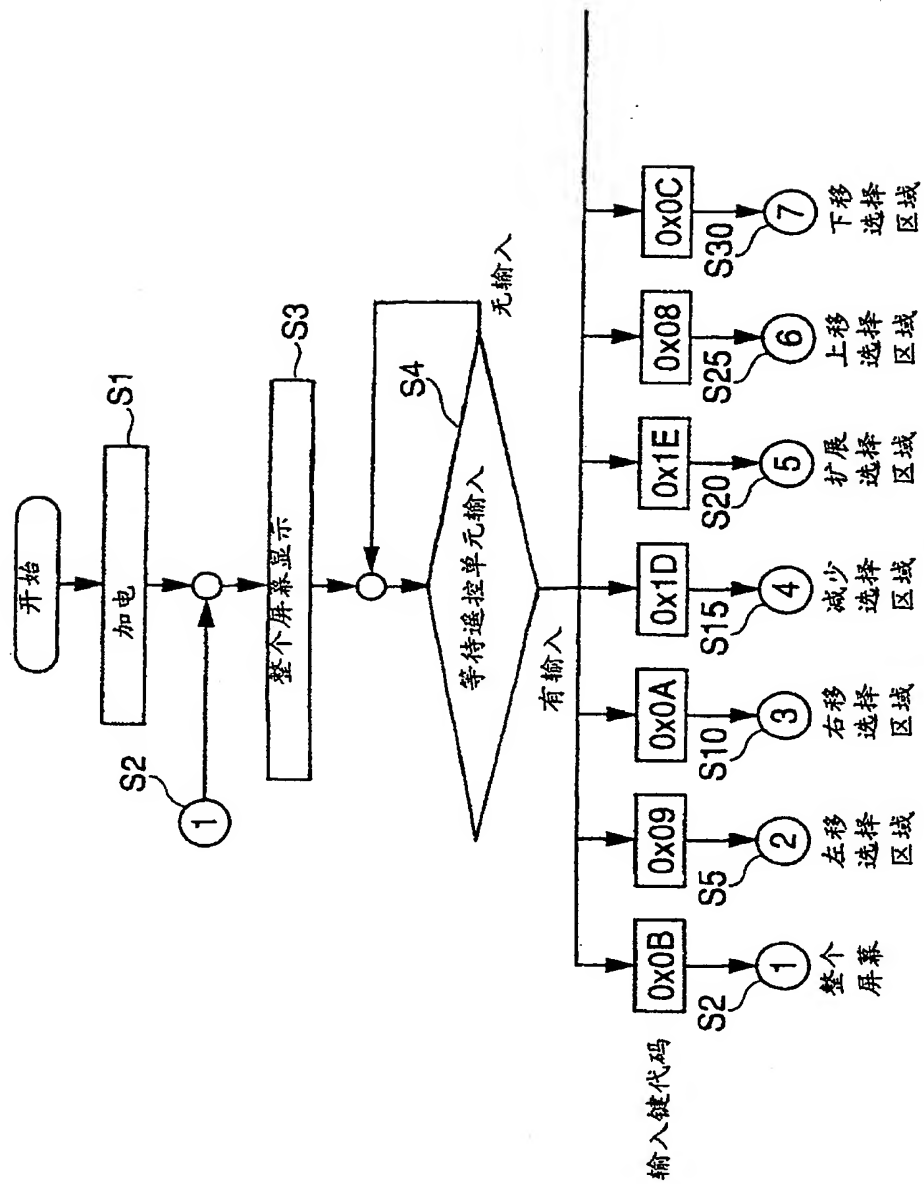 开始
加电
S1
S2
1
整个屏幕显示
S3
等待遥控单元输入
S4
无输入
有输入
输入键代码
0x0B
0x09
0x0A
0x1D
0x1E
0x08
0x0C
S2
S5
S10
S15
S20
S25
S30
1
2
3
4
5
6
7
整个
屏幕
左移
选择
区域
右移
选择
区域
减少
选择
区域
扩展
选择
区域
上移
选择
区域
下移
选择
区域